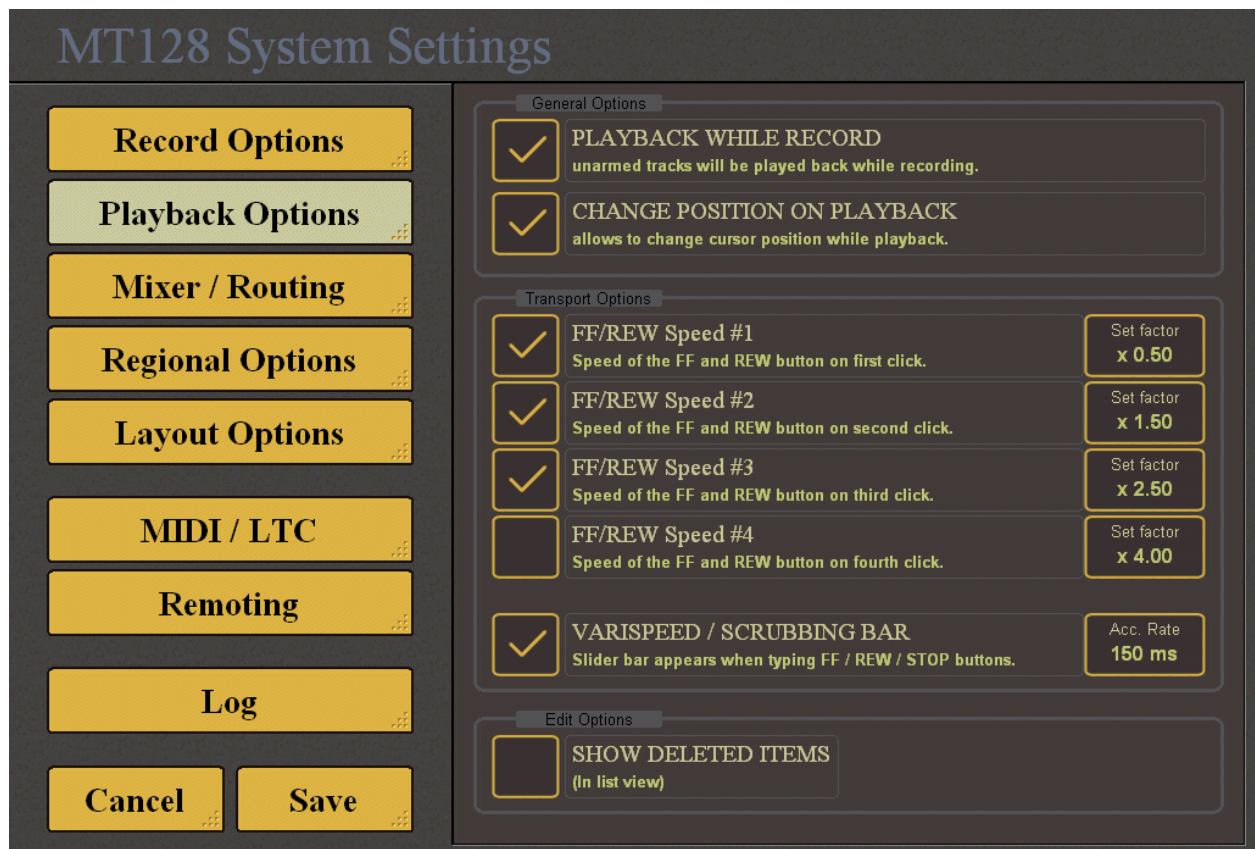 MT128 System Settings
Record Options
Playback Options
Mixer / Routing
Regional Options
Layout Options
MIDI / LTC
Remoting
Log
Cancel
Save
General Options
PLAYBACK WHILE RECORD
unarmed tracks will be played back while recording.
CHANGE POSITION ON PLAYBACK
allows to change cursor position while playback.
Transport Options
FF/REW Speed #1
Speed of the FF and REW button on first click.
Set factor
x 0.50
FF/REW Speed #2
Speed of the FF and REW button on second click.
Set factor
x 1.50
FF/REW Speed #3
Speed of the FF and REW button on third click.
Set factor
x 2.50
FF/REW Speed #4
Speed of the FF and REW button on fourth click.
Set factor
x 4.00
VARISPEED / SCRUBBING BAR
Slider bar appears when typing FF / REW / STOP buttons.
Acc. Rate
150 ms
Edit Options
SHOW DELETED ITEMS
(In list view)